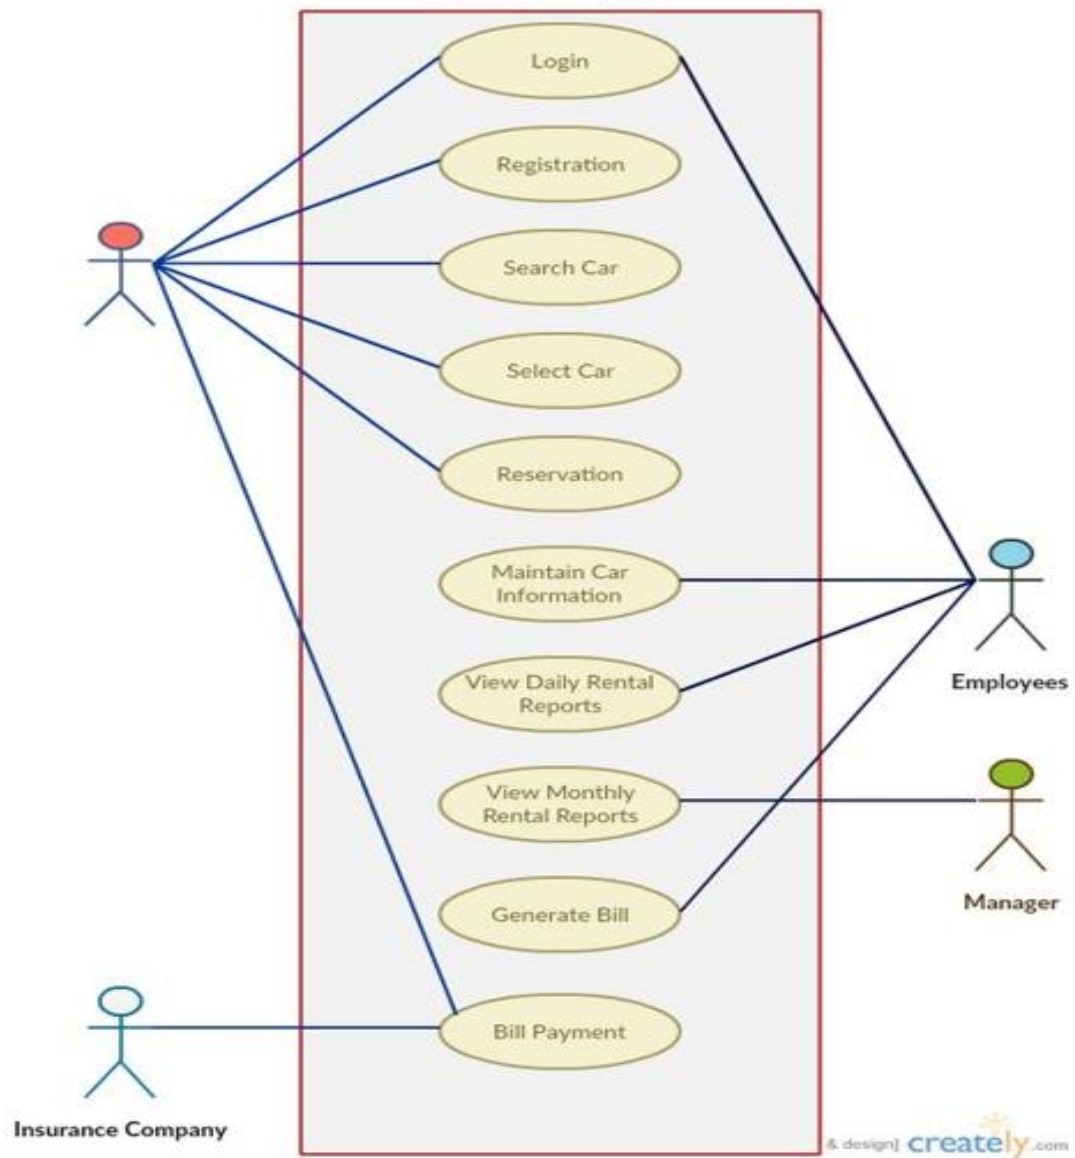 Login
Registration
Search Car
Select Car
Reservation
Maintain Car
Information
View Daily Rental
Reports
Employees
View Monthly
Rental Reports
Manager
Generate Bill
Bill Payment
Insurance Company
& design] creately.com